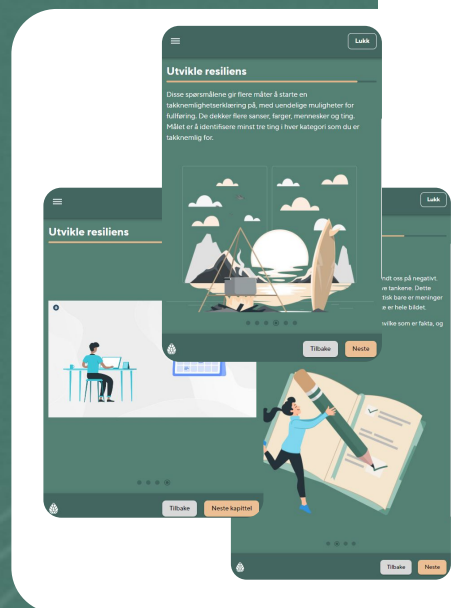 Lukk
Utvikle resiliens
Disse spørsmålene gir flere måter å starte en
takknemlighetserklæring på, med uendelige muligheter for
fullføring. De dekker flere sanser, farger, mennesker og ting.
Målet er å identifisere minst tre ting i hver kategori som du er
takknemlig for.
Tilbake
Neste
Utvikle resiliens
Tilbake
Neste kapittel
Lukk
oss på negativt
tankene. Dette
bare er meninger
er hele bildet.
som er fakta, og
Tilbake
Neste